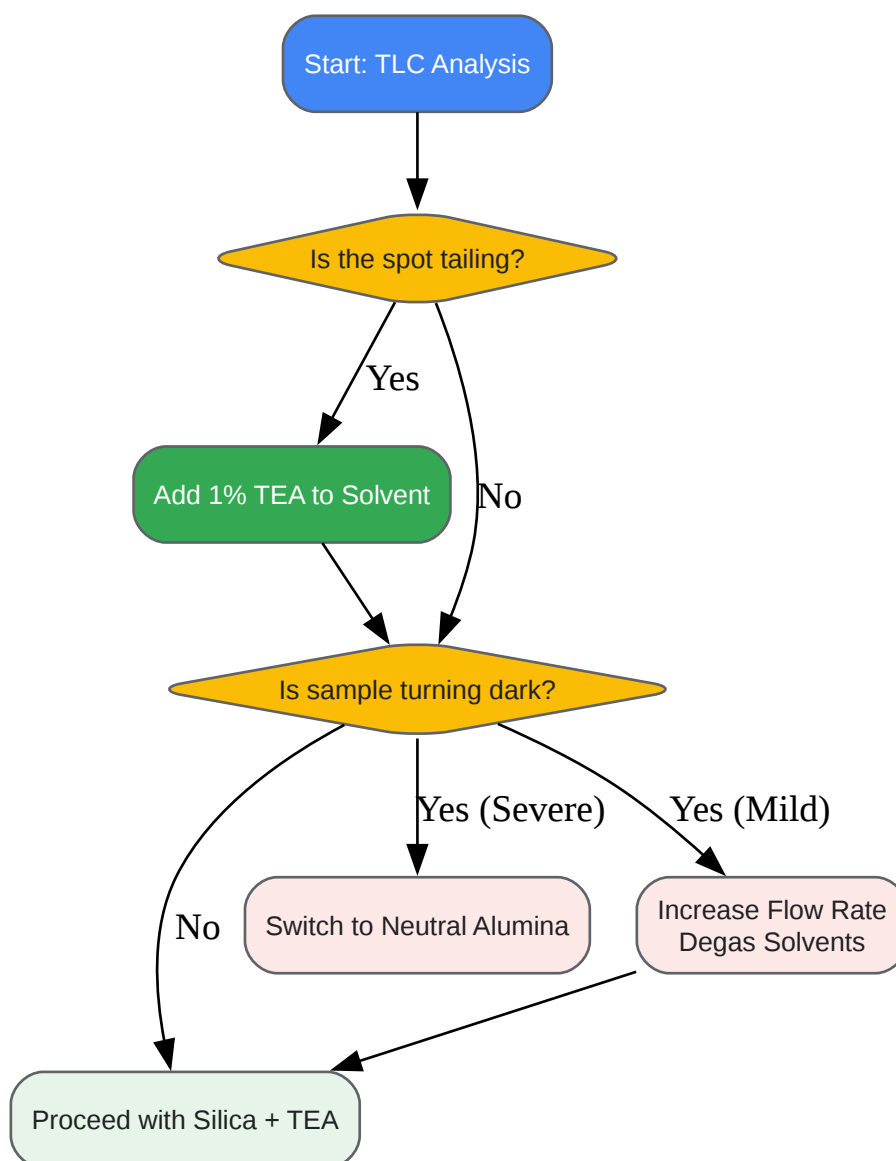 Start: TLC Analysis
Is the spot tailing?
Yes
Add 1% TEA to Solvent
No
Is sample turning dark?
Yes (Severe)
Yes (Mild)
No
Switch to Neutral Alumina
Increase Flow Rate
Degas Solvents
Proceed with Silica + TEA